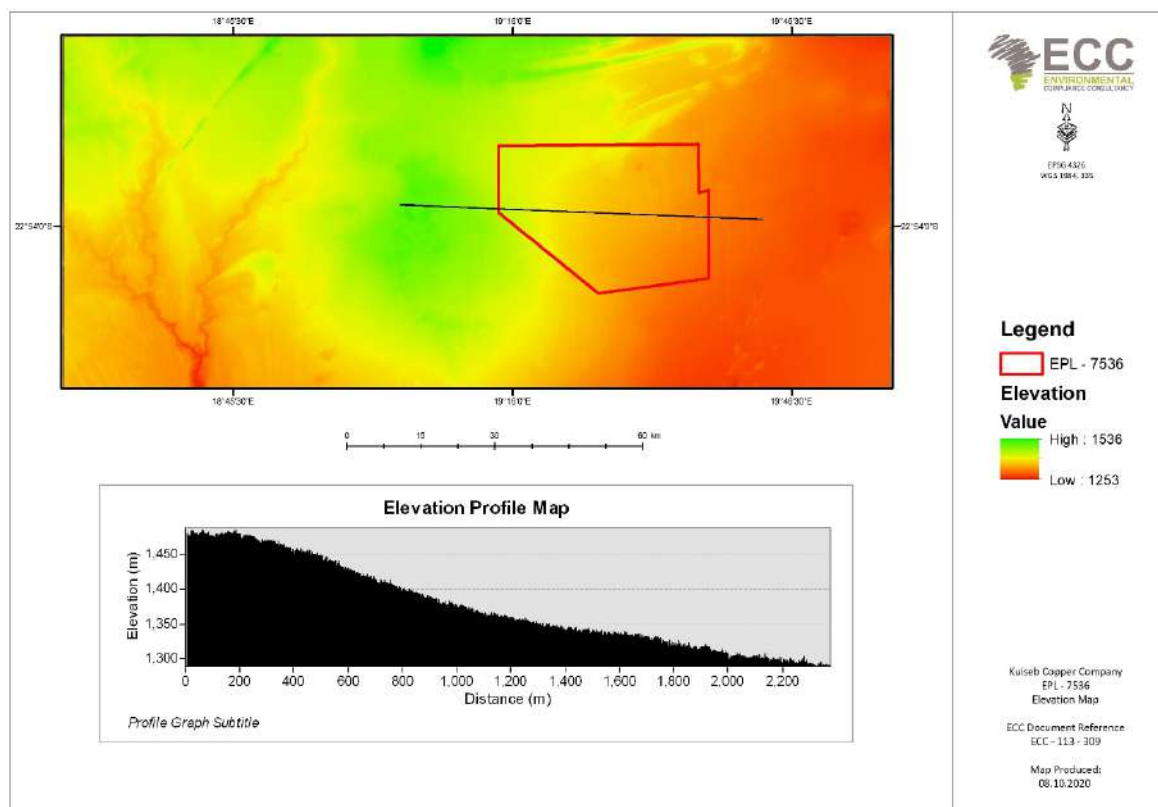 18°45'30"E 19°16'0"E 19°46'30"E
22°54'0"S 22°54'0"S
18°45'30"E 19°16'0"E 19°46'30"E
0 15 30 60 km
Elevation Profile Map
Elevation (m)
1,450
1,400
1,350
1,300
0 200 400 600 800 1,000 1,200 1,400 1,600 1,800 2,000 2,200
Distance (m)
Profile Graph Subtitle
ECC
ENVIRONMENTAL
COMPLIANCE CONSULTANCY
N
EPSG 4326
WGS 1984, 33S
Legend
EPL - 7536
Elevation
Value
High : 1536
Low : 1253
Kuiseb Copper Company
EPL - 7536
Elevation Map
ECC Document Reference
ECC - 113 - 309
Map Produced:
08.10.2020